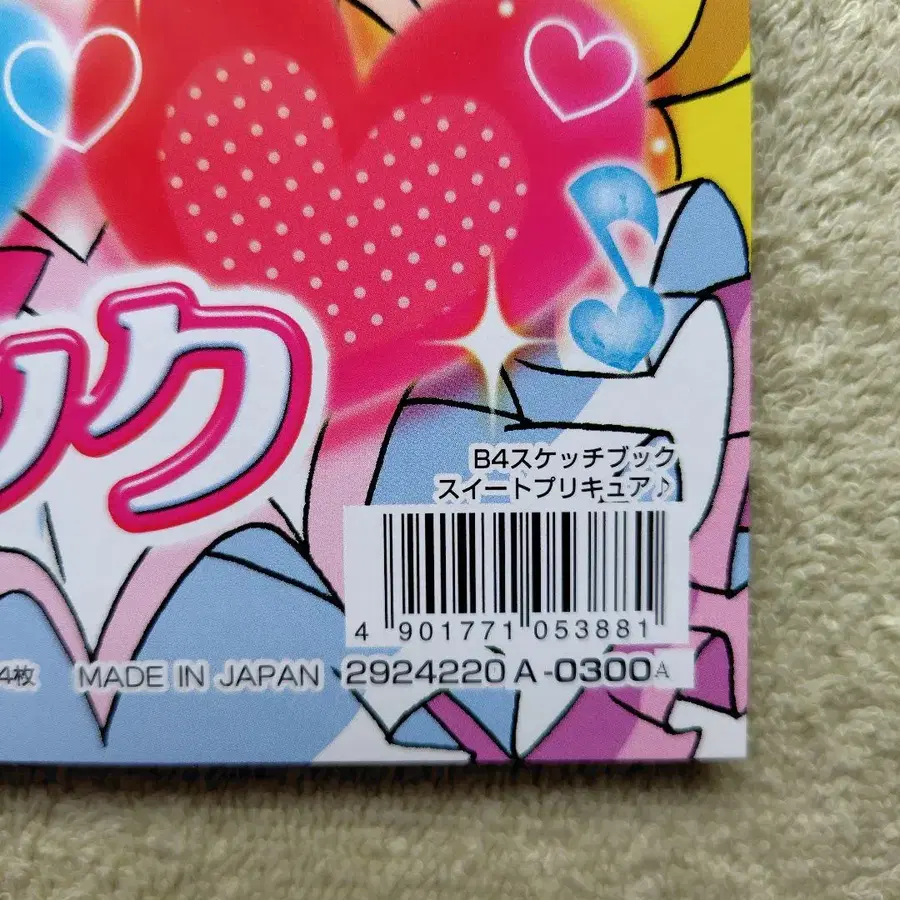 ック
B4スケッチブック
スイートプリキュア♪
4 901771 053881
4枚 MADE IN JAPAN 2924220 A-0300A